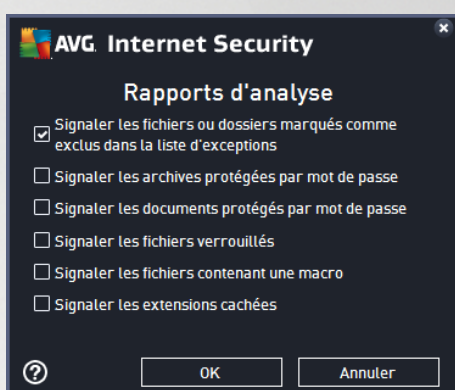 AVG. Internet Security
Rapports d'analyse
Signaler les fichiers ou dossiers marqués comme
exclus dans la liste d'exceptions
Signaler les archives protégées par mot de passe
Signaler les documents protégés par mot de passe
Signaler les fichiers verrouillés
Signaler les fichiers contenant une macro
Signaler les extensions cachées
? OK Annuler